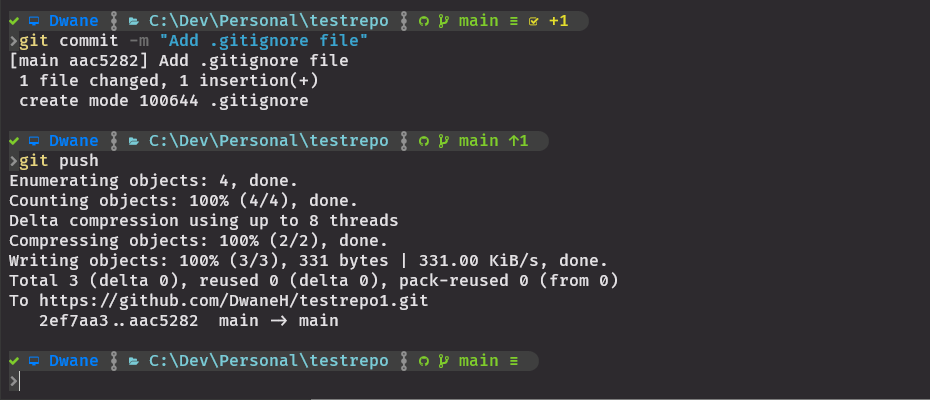 ✔ Dwane C:\Dev\Personal\testrepo main ≡ +1
>git commit -m "Add .gitignore file"
[main aac5282] Add .gitignore file
 1 file changed, 1 insertion(+)
 create mode 100644 .gitignore
✔ Dwane C:\Dev\Personal\testrepo main ↑1
>git push
Enumerating objects: 4, done.
Counting objects: 100% (4/4), done.
Delta compression using up to 8 threads
Compressing objects: 100% (2/2), done.
Writing objects: 100% (3/3), 331 bytes | 331.00 KiB/s, done.
Total 3 (delta 0), reused 0 (delta 0), pack-reused 0 (from 0)
To https://github.com/DwaneH/testrepo1.git
   2ef7aa3..aac5282  main -> main
✔ Dwane C:\Dev\Personal\testrepo main ≡
>